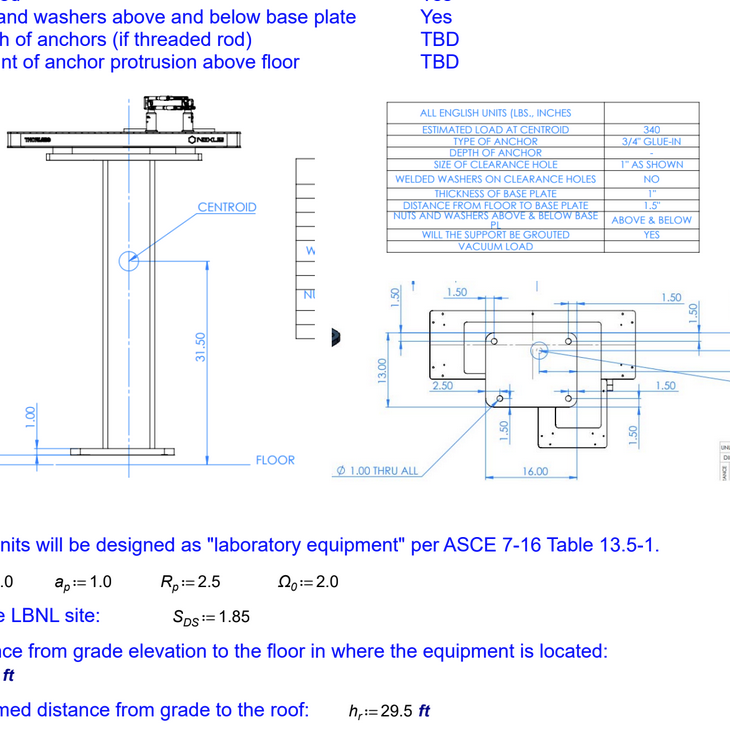 and washers above and below base plate Yes
h of anchors (if threaded rod) TBD
nt of anchor protrusion above floor TBD
ALL ENGLISH UNITS (LBS., INCHES
ESTIMATED LOAD AT CENTROID 340
TYPE OF ANCHOR 3/4" GLUE-IN
DEPTH OF ANCHOR -
SIZE OF CLEARANCE HOLE 1" AS SHOWN
WELDED WASHERS ON CLEARANCE HOLES NO
THICKNESS OF BASE PLATE 1"
DISTANCE FROM FLOOR TO BASE PLATE 1.5"
NUTS AND WASHERS ABOVE & BELOW BASE PL ABOVE & BELOW
WILL THE SUPPORT BE GROUTED YES
VACUUM LOAD
THORLABS
NEXUS
CENTROID
W
NU
31.50
1.00
FLOOR
1.50
1.50
1.50
1.50
13.00
2.50
1.50
1.50
1.50
Ø 1.00 THRU ALL
16.00
nits will be designed as "laboratory equipment" per ASCE 7-16 Table 13.5-1.
.0 aₚ:=1.0 Rₚ:=2.5 Ω₀:=2.0
e LBNL site: S_DS:=1.85
nce from grade elevation to the floor in where the equipment is located:
ft
med distance from grade to the roof: hᵣ:=29.5 ft